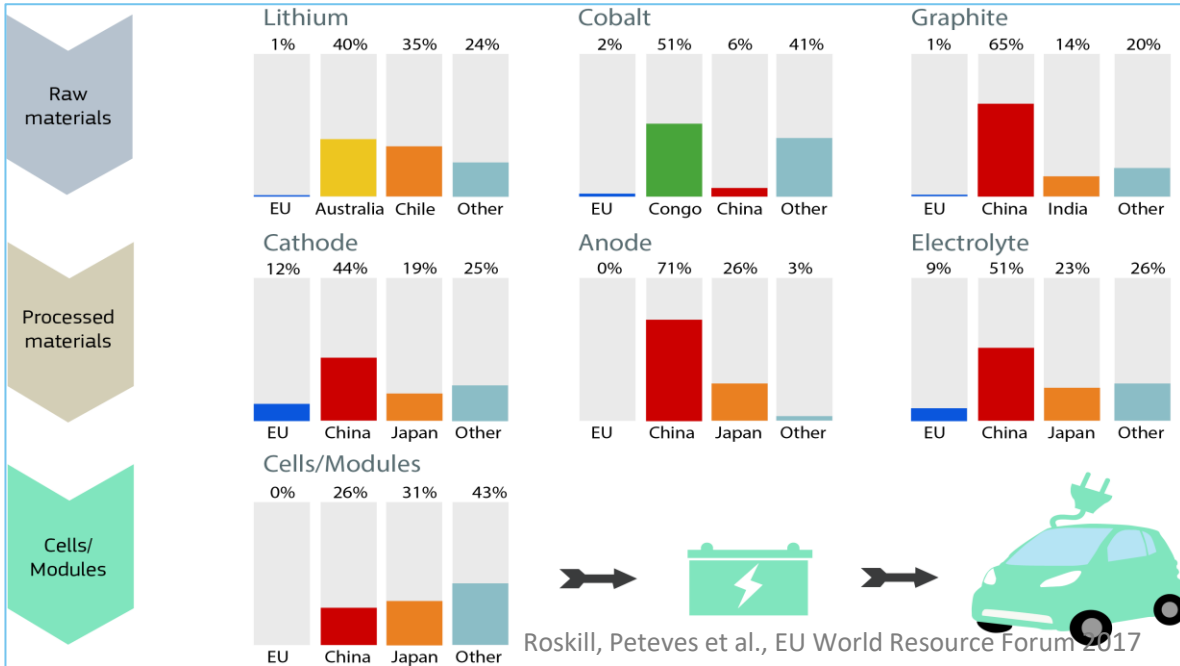 Lithium
Cobalt
Graphite
1% 40% 35% 24%
2% 51% 6% 41%
1% 65% 14% 20%
Raw
materials
EU Australia Chile Other
EU Congo China Other
EU China India Other
Cathode
Anode
Electrolyte
12% 44% 19% 25%
0% 71% 26% 3%
9% 51% 23% 26%
Processed
materials
EU China Japan Other
EU China Japan Other
EU China Japan Other
Cells/Modules
0% 26% 31% 43%
Cells/
Modules
EU China Japan Other
Roskill, Peteves et al., EU World Resource Forum 2017